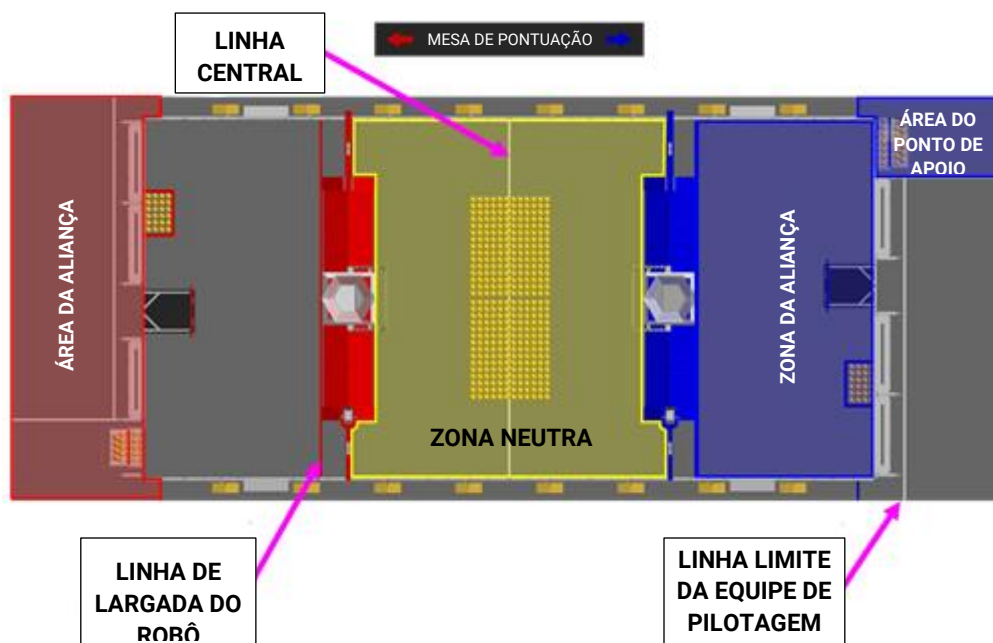 LINHA
CENTRAL
MESA DE PONTUAÇÃO
ÁREA DO
PONTO DE
APOIO
ÁREA DA ALIANÇA
ZONA DA ALIANÇA
ZONA NEUTRA
LINHA DE
LARGADA DO
ROBÔ
LINHA LIMITE
DA EQUIPE DE
PILOTAGEM